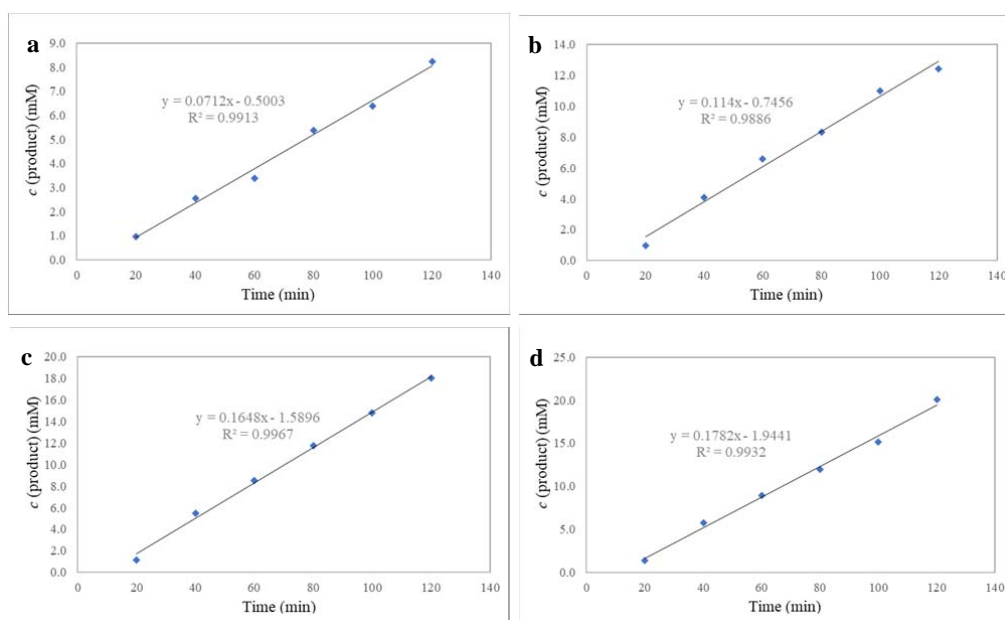 a
9.0
8.0
7.0
6.0
5.0
4.0
3.0
2.0
1.0
0.0
c (product) (mM)
y = 0.0712x - 0.5003
R² = 0.9913
0 20 40 60 80 100 120 140
Time (min)
b
14.0
12.0
10.0
8.0
6.0
4.0
2.0
0.0
c (product) (mM)
y = 0.114x - 0.7456
R² = 0.9886
0 20 40 60 80 100 120 140
Time (min)
c
20.0
18.0
16.0
14.0
12.0
10.0
8.0
6.0
4.0
2.0
0.0
c (product) (mM)
y = 0.1648x - 1.5896
R² = 0.9967
0 20 40 60 80 100 120 140
Time (min)
d
25.0
20.0
15.0
10.0
5.0
0.0
c (product) (mM)
y = 0.1782x - 1.9441
R² = 0.9932
0 20 40 60 80 100 120 140
Time (min)